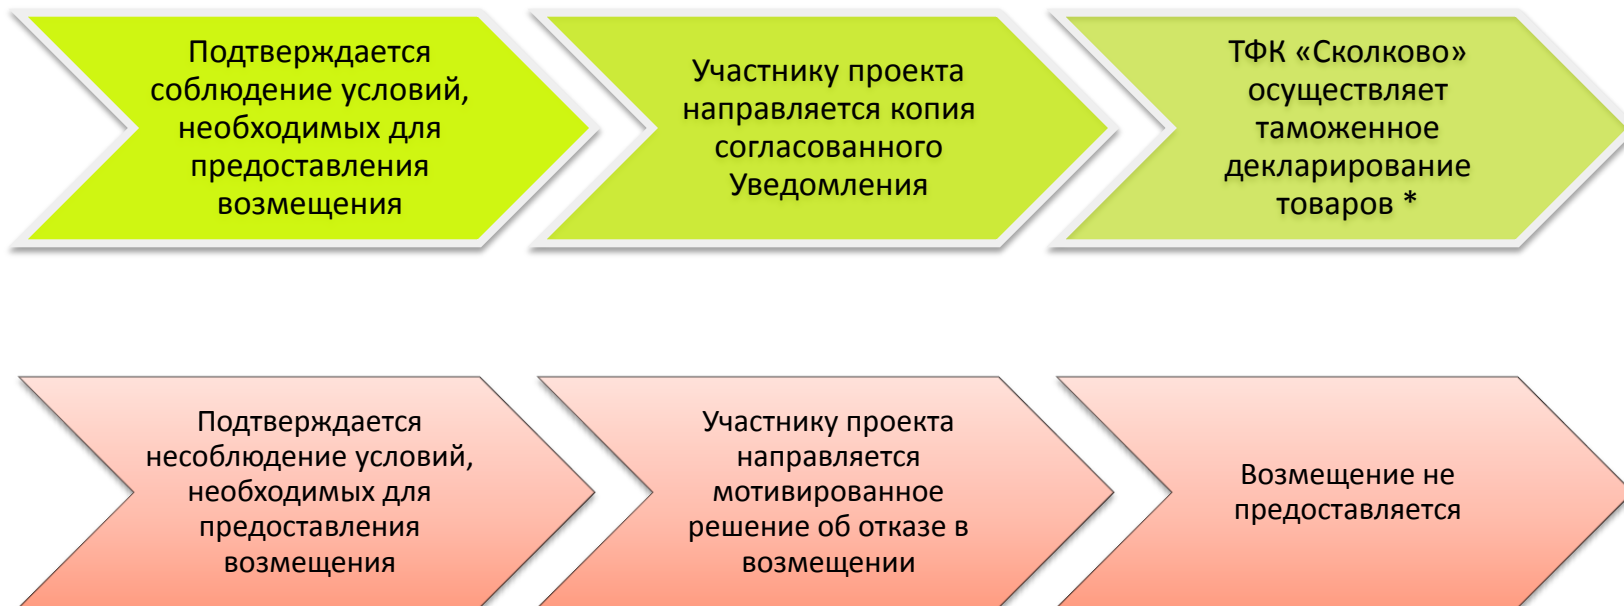 Подтверждается
соблюдение условий,
необходимых для
предоставления
возмещения
Участнику проекта
направляется копия
согласованного
Уведомления
ТФК «Сколково»
осуществляет
таможенное
декларирование
товаров *
Подтверждается
несоблюдение условий,
необходимых для
предоставления
возмещения
Участнику проекта
направляется
мотивированное
решение об отказе в
возмещении
Возмещение не
предоставляется